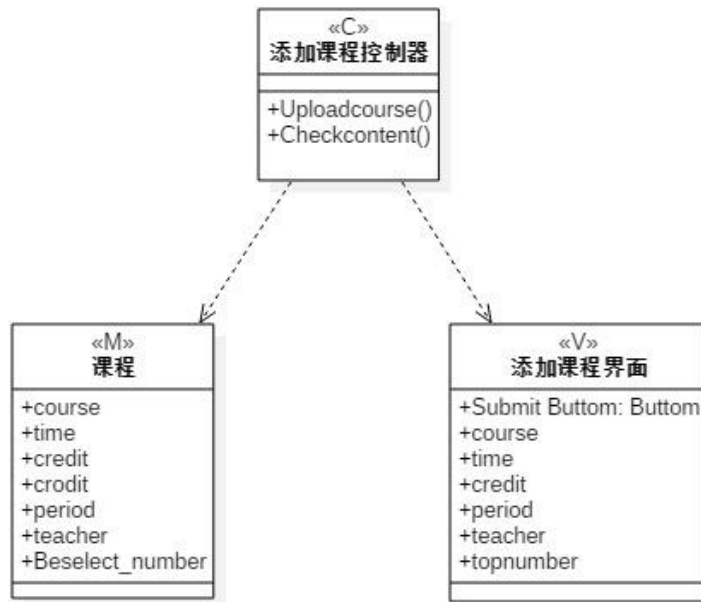 «C»
添加课程控制器
+Uploadcourse()
+Checkcontent()
«M»
课程
+course
+time
+credit
+crodit
+period
+teacher
+Beselect_number
«V»
添加课程界面
+Submit Buttom: Buttom
+course
+time
+credit
+period
+teacher
+topnumber